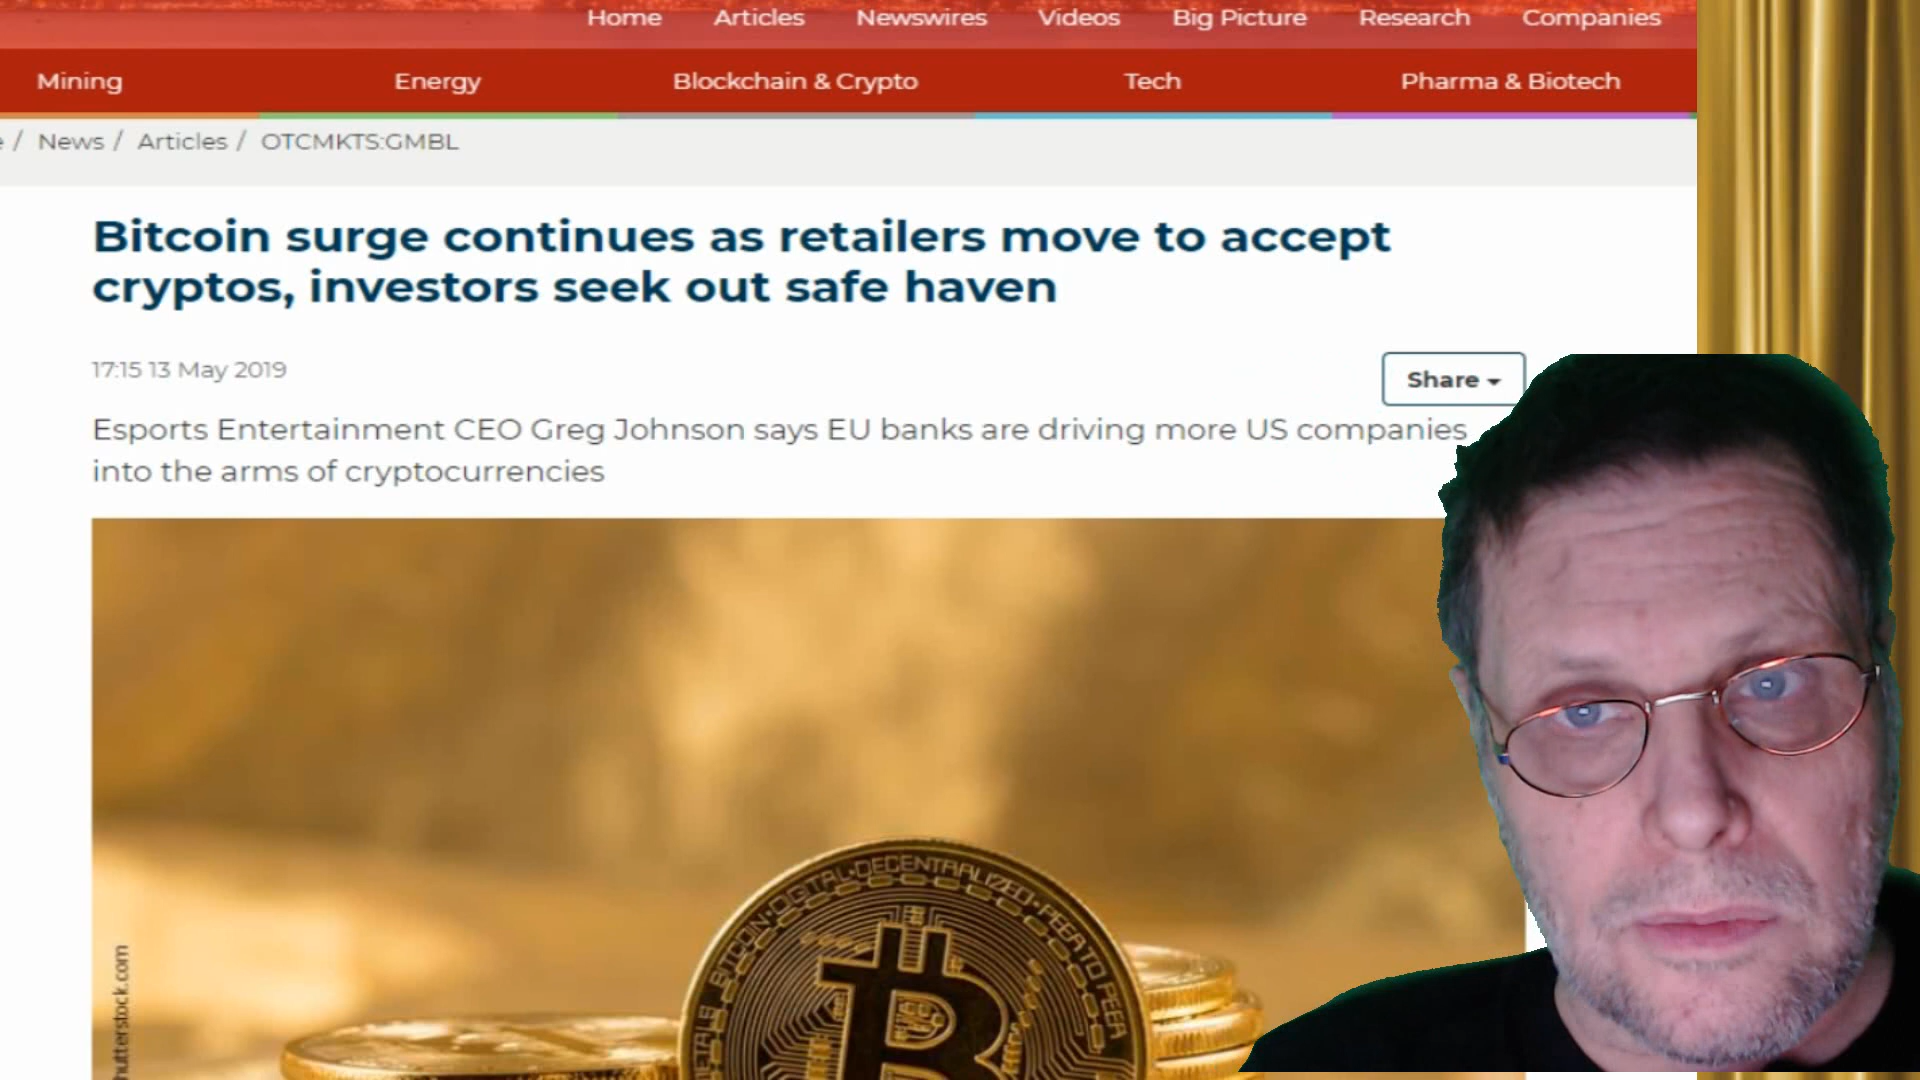 Home Articles Newswires Videos Big Picture Research Companies
Mining Energy Blockchain & Crypto Tech Pharma & Biotech
/ News / Articles / OTCMKTS:GMBL
Bitcoin surge continues as retailers move to accept
cryptos, investors seek out safe haven
17:15 13 May 2019
Share
Esports Entertainment CEO Greg Johnson says EU banks are driving more US companies
into the arms of cryptocurrencies
BITCOIN·DIGITAL·DECENTRALIZED·PEER TO PEER
hutterstock.com